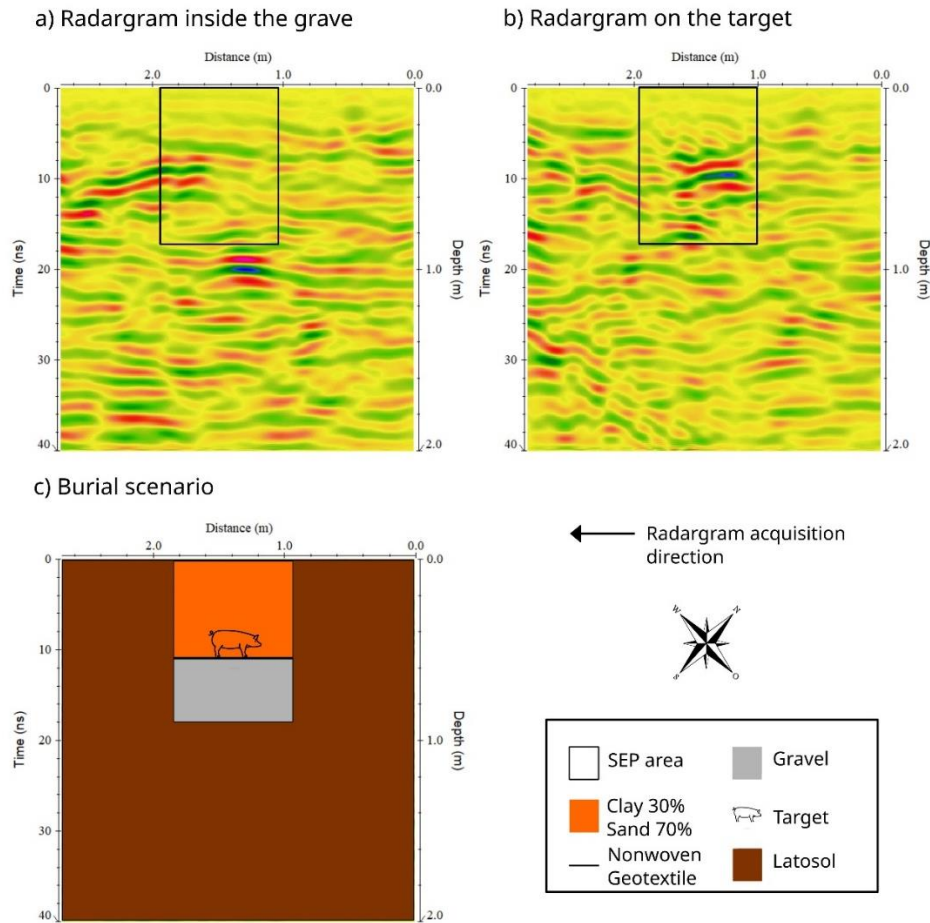 a) Radargram inside the grave
Distance (m)
2.0 1.0 0.0
0 10 20 30 40
Time (ns)
0.0 1.0 2.0
Depth (m)
b) Radargram on the target
Distance (m)
2.0 1.0 0.0
0 10 20 30 40
Time (ns)
0.0 1.0 2.0
Depth (m)
c) Burial scenario
Distance (m)
2.0 1.0 0.0
0 10 20 30 40
Time (ns)
0.0 1.0 2.0
Depth (m)
Radargram acquisition
direction
W N
S O
SEP area
Clay 30%
Sand 70%
Nonwoven
Geotextile
Gravel
Target
Latosol